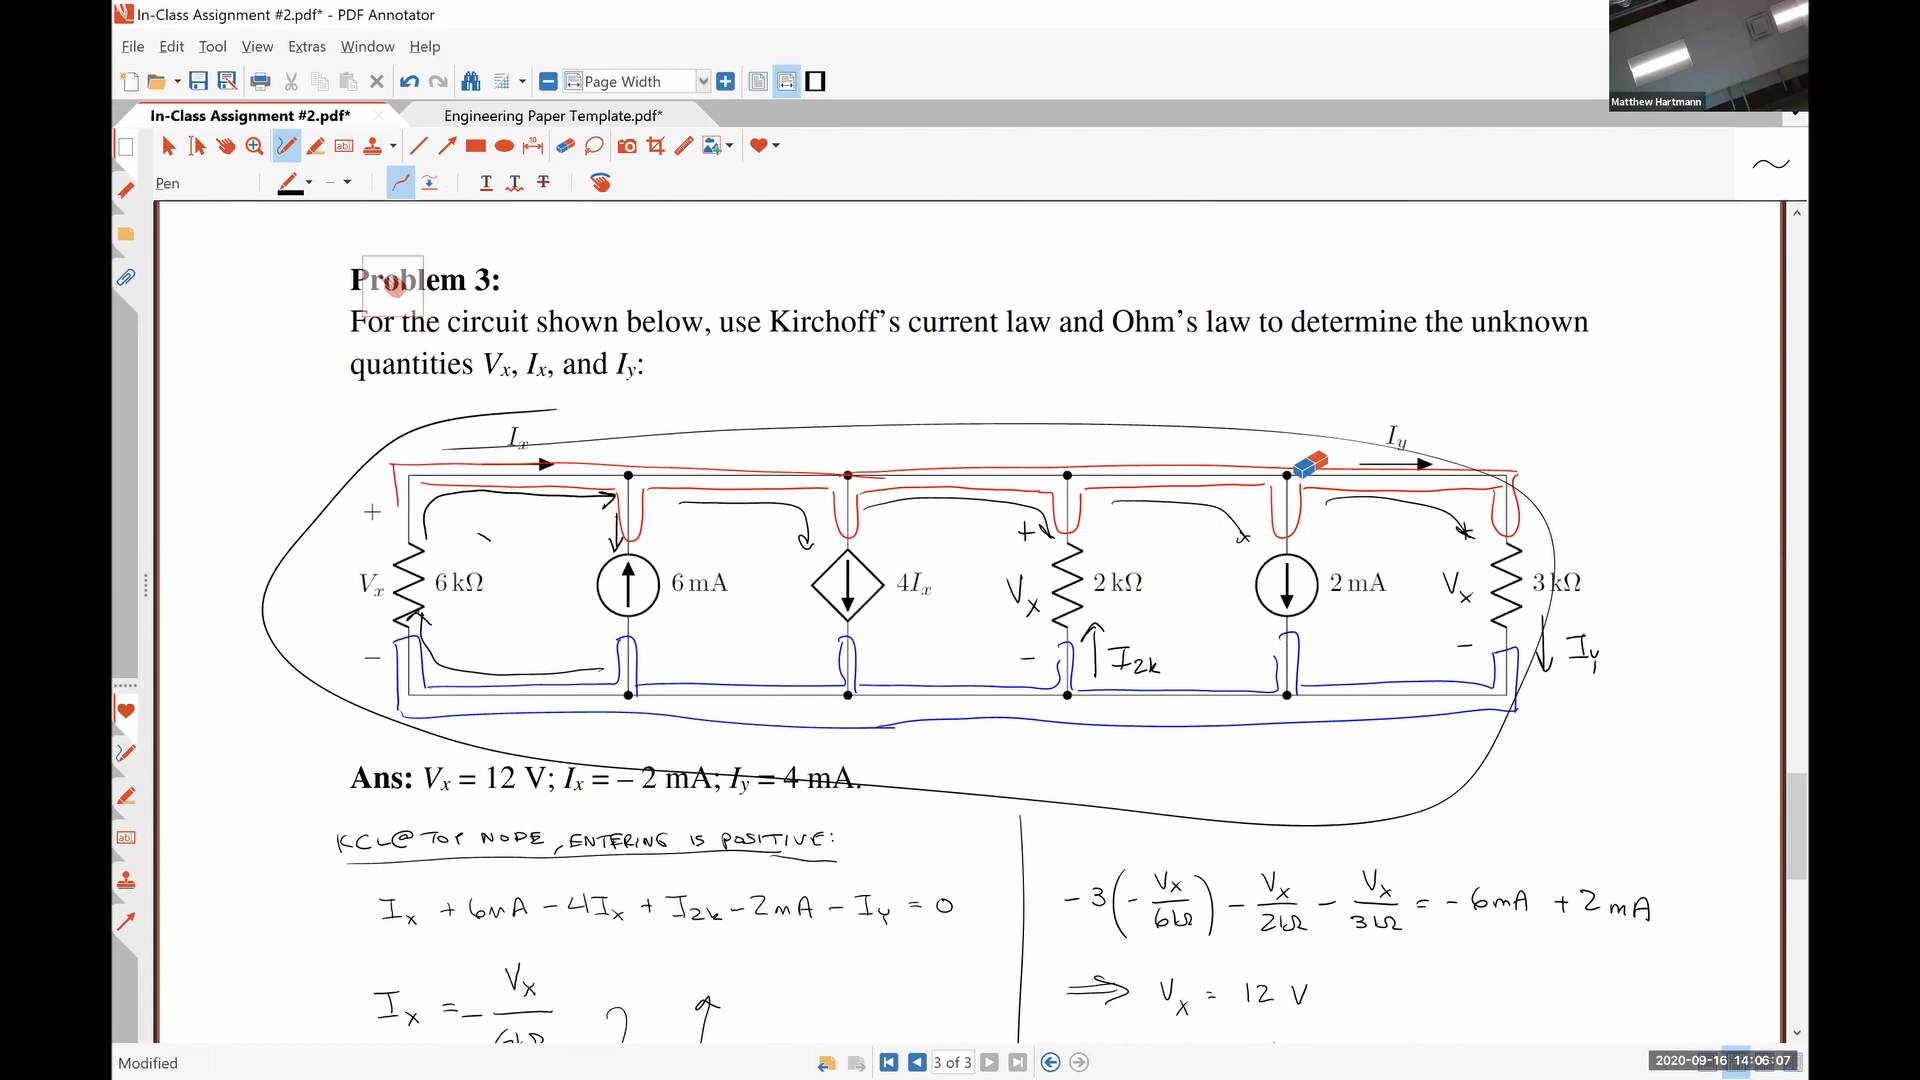 In-Class Assignment #2.pdf* - PDF Annotator
File Edit Tool View Extras Window Help
Page Width
In-Class Assignment #2.pdf* Engineering Paper Template.pdf*
Pen
Matthew Hartmann
Problem 3:
For the circuit shown below, use Kirchoff's current law and Ohm's law to determine the unknown
quantities Vx, Ix, and Iy:
Ix Iy
+ +
Vx 6 kΩ 6 mA 4Ix Vx 2 kΩ 2 mA Vx 3 kΩ
− − I2k − Iy
Ans: Vx = 12 V; Ix = – 2 mA; Iy = 4 mA.
KCL @ TOP NODE, ENTERING IS POSITIVE:
Ix + 6mA - 4Ix + I2k - 2mA - Iy = 0
-3(-Vx/6kΩ) - Vx/2kΩ - Vx/3kΩ = -6mA + 2mA
Ix = -Vx/6kΩ
⇒ Vx = 12 V
Modified
3 of 3
2020-09-16 14:06:07